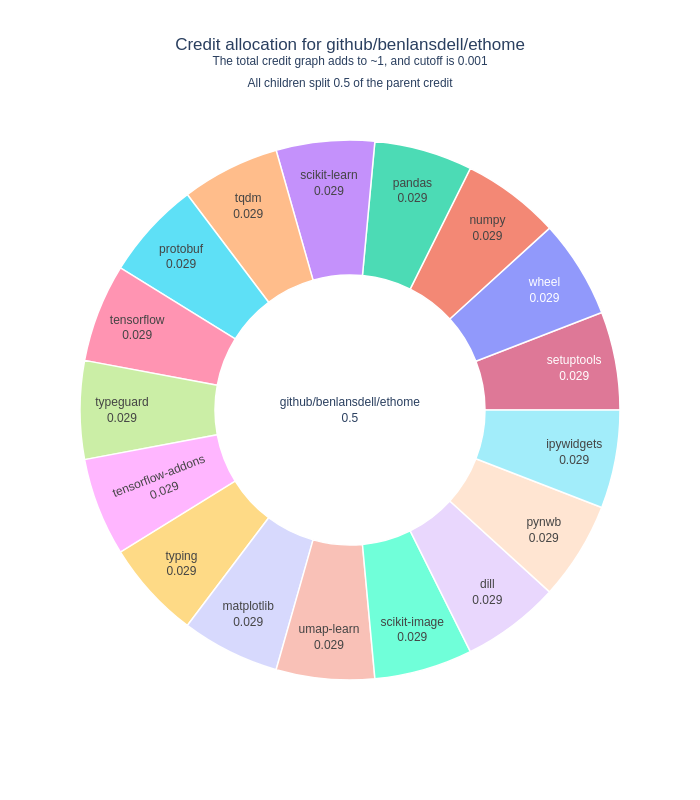 Credit allocation for github/benlansdell/ethome
The total credit graph adds to ~1, and cutoff is 0.001
All children split 0.5 of the parent credit
scikit-learn
0.029
pandas
0.029
tqdm
0.029
numpy
0.029
protobuf
0.029
wheel
0.029
tensorflow
0.029
setuptools
0.029
typeguard
0.029
github/benlansdell/ethome
0.5
ipywidgets
0.029
tensorflow-addons
0.029
pynwb
0.029
typing
0.029
dill
0.029
matplotlib
0.029
scikit-image
0.029
umap-learn
0.029